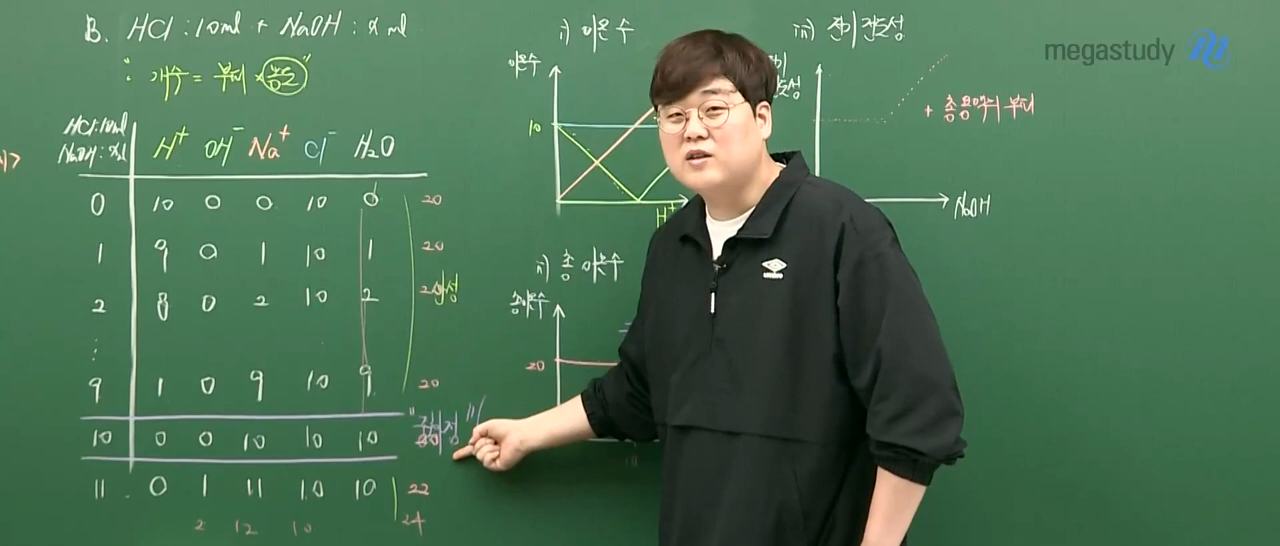 B. HCl : 10ml + NaOH : x ml
∵ 개수 = 부피 × 농도 "
HCl:10ml
NaOH:xml
H⁺ OH⁻ Na⁺ Cl⁻ H₂O
0 10 0 0 10 0 20
1 9 0 1 10 1 20
2 8 0 2 10 2 20 산성
⋮
9 1 0 9 10 9 20
10 0 0 10 10 10
11 0 1 11 10 10 22
2 12 10 24
i) 이온 수
이온수
10
H⁺
ii) 총 이온수
총이온수
20
10
iii) 전기 전도성
+ 총용액의 부피
NaOH
megastudy
umbro